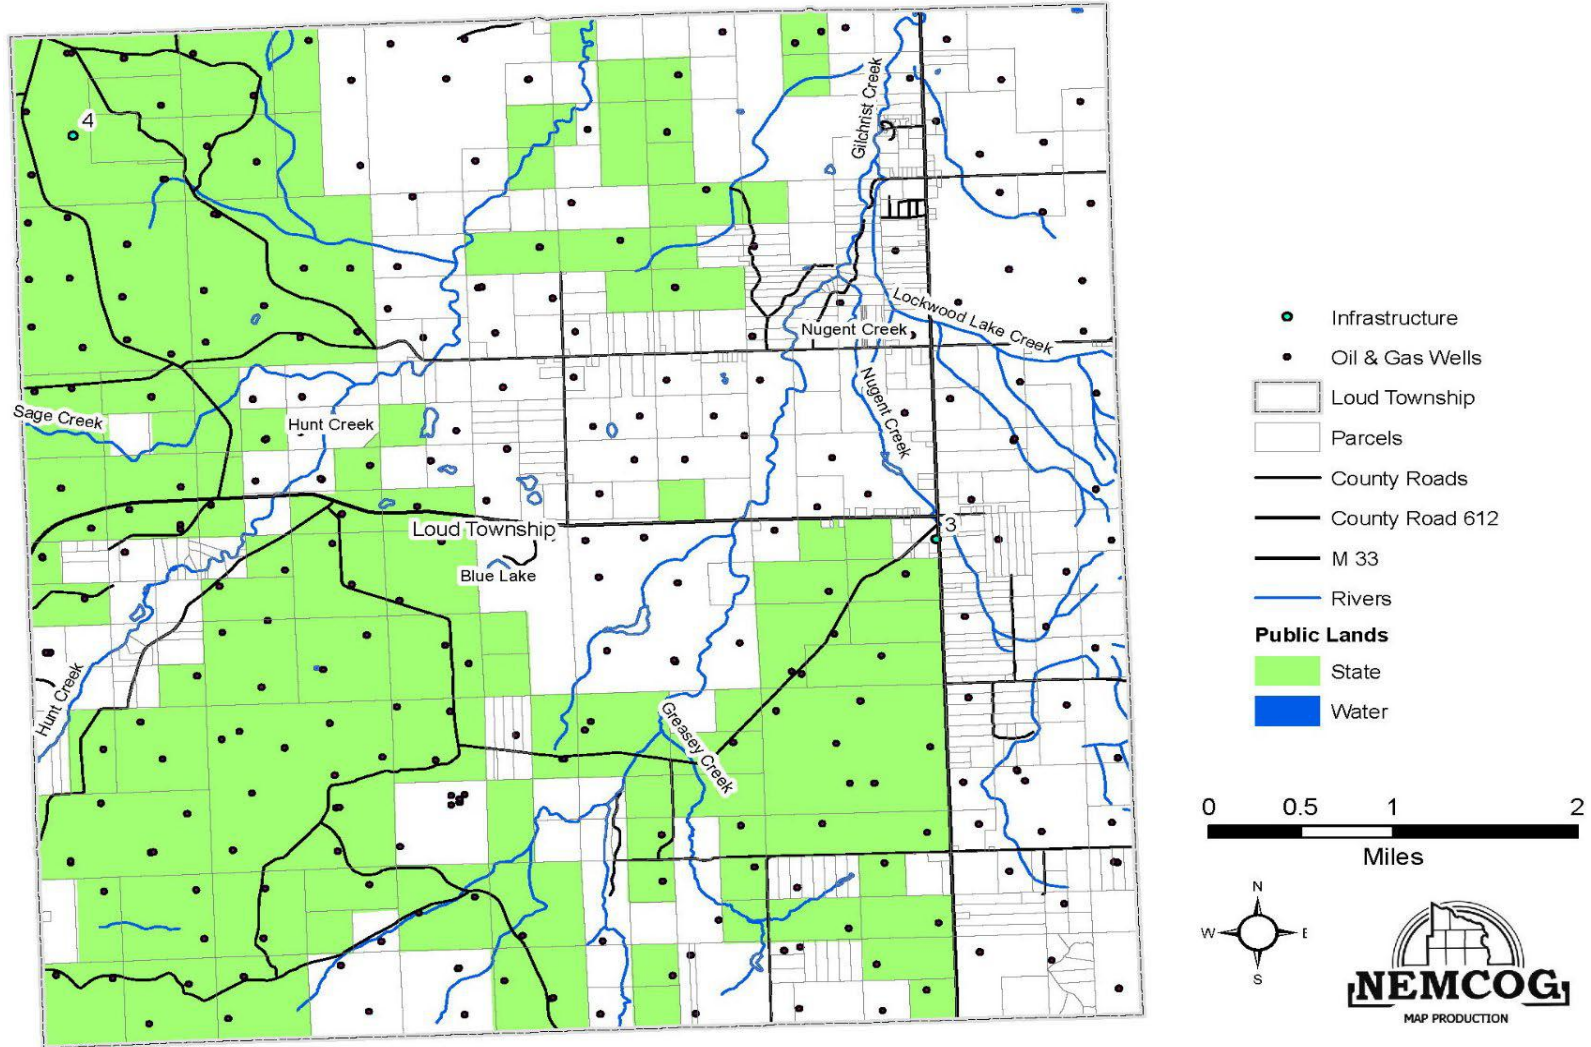 4
Gilchrist Creek
Lockwood Lake Creek
Nugent Creek
Nugent Creek
Sage Creek
Hunt Creek
Loud Township
3
Blue Lake
Hunt Creek
Greasey Creek
Infrastructure
Oil & Gas Wells
Loud Township
Parcels
County Roads
County Road 612
M 33
Rivers
Public Lands
State
Water
0 0.5 1 2
Miles
N
W E
S
NEMCOG
MAP PRODUCTION